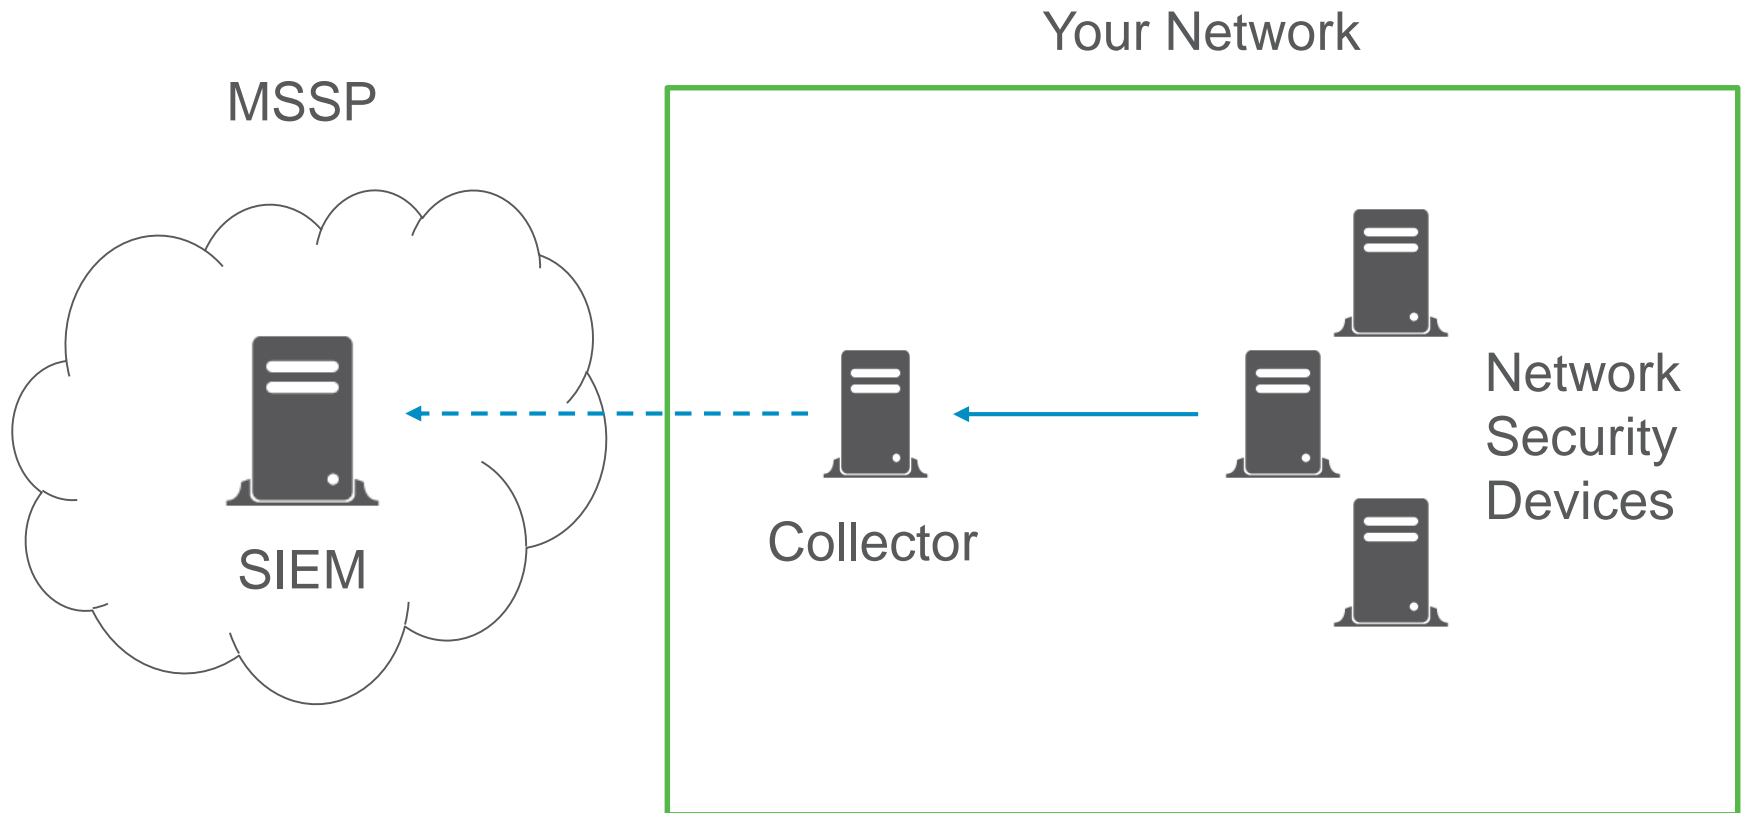 Your Network
MSSP
Network
Security
Devices
Collector
SIEM